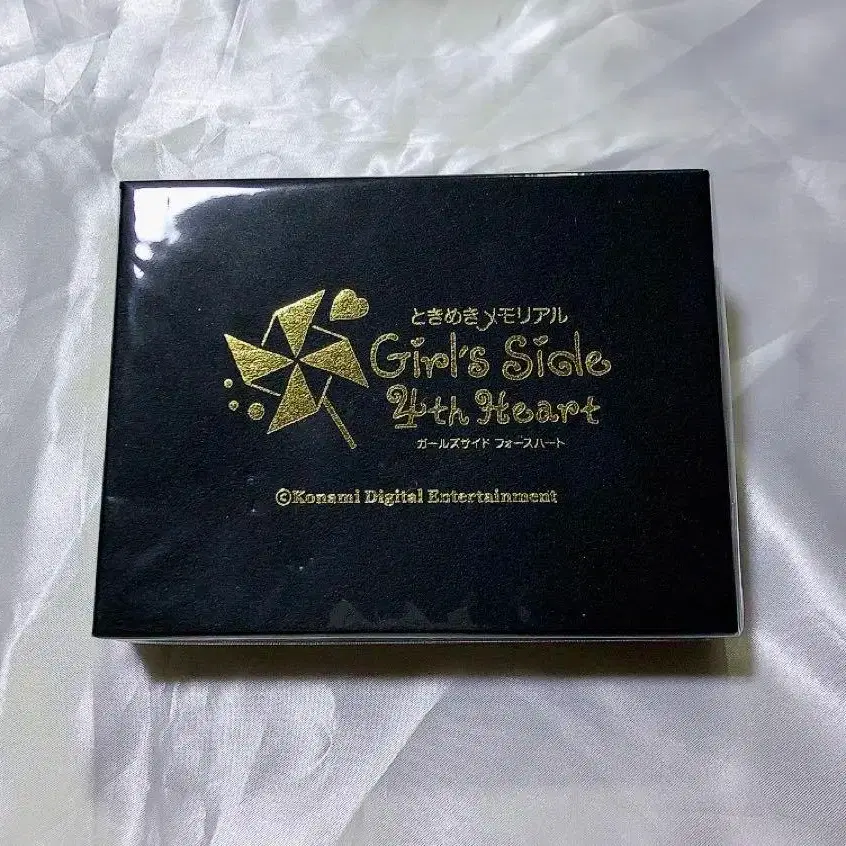 ときめきメモリアル
Girl's Side
4th Heart
ガールズサイド フォースハート
©Konami Digital Entertainment